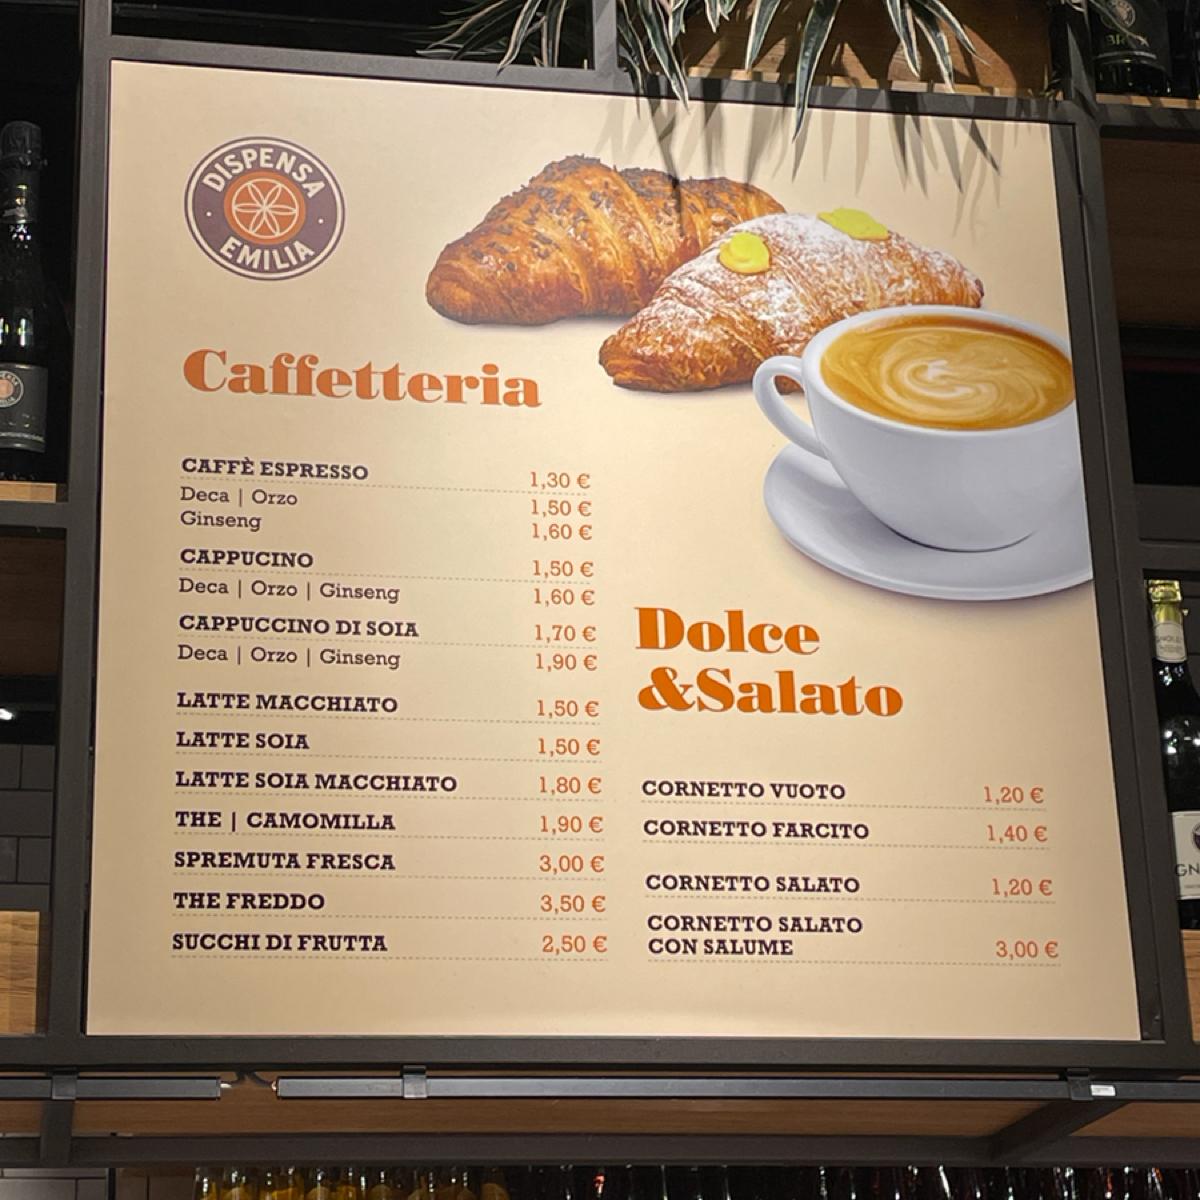 DISPENSA
EMILIA
Caffetteria
CAFFÈ ESPRESSO 1,30 €
Deca | Orzo 1,50 €
Ginseng 1,60 €
CAPPUCINO 1,50 €
Deca | Orzo | Ginseng 1,60 €
CAPPUCCINO DI SOIA 1,70 €
Deca | Orzo | Ginseng 1,90 €
LATTE MACCHIATO 1,50 €
LATTE SOIA 1,50 €
LATTE SOIA MACCHIATO 1,80 €
THE | CAMOMILLA 1,90 €
SPREMUTA FRESCA 3,00 €
THE FREDDO 3,50 €
SUCCHI DI FRUTTA 2,50 €
Dolce
&Salato
CORNETTO VUOTO 1,20 €
CORNETTO FARCITO 1,40 €
CORNETTO SALATO 1,20 €
CORNETTO SALATO
CON SALUME 3,00 €